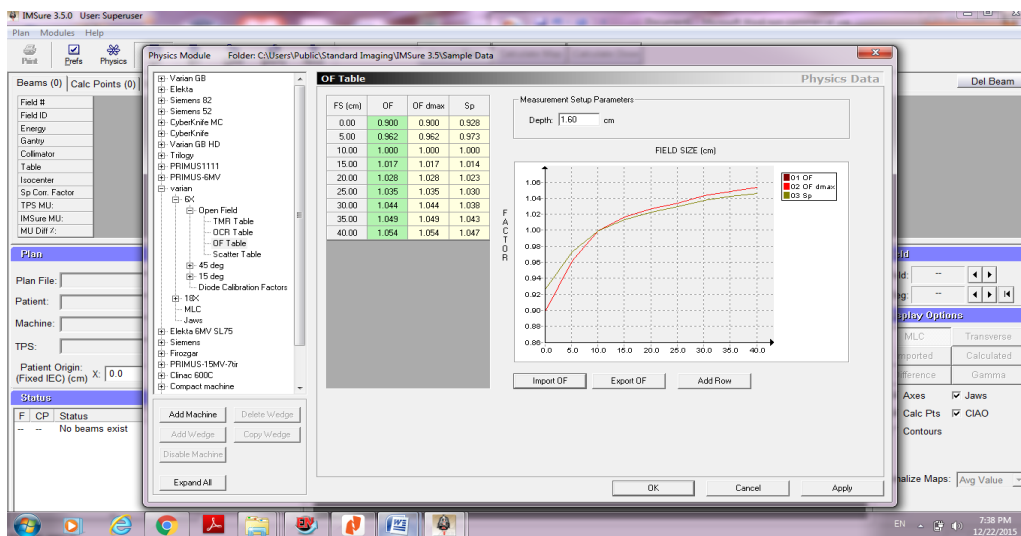 IMSure 3.5.0 User: Superuser
Plan Modules Help
Print Prefs Physics
Beams (0) Calc Points (0)
Del Beam
Field #
Field ID
Energy
Gantry
Collimator
Table
Isocenter
Sp Corr. Factor
TPS MU:
IMSure MU:
MU Diff %:
Plan
Plan File:
Patient:
Machine:
TPS:
Patient Origin:
(Fixed IEC) (cm) X: 0.0
Status
F CP Status
-- -- No beams exist
Physics Module Folder: C:\Users\Public\Standard Imaging\IMSure 3.5\Sample Data
Varian GB
Elekta
Siemens 82
Siemens 52
CyberKnife MC
CyberKnife
Varian GB HD
Trilogy
PRIMUS1111
PRIMUS-6MV
varian
6X
Open Field
TMR Table
OCR Table
OF Table
Scatter Table
45 deg
15 deg
Diode Calibration Factors
18X
MLC
Jaws
Elekta 6MV SL75
Siemens
Firozgar
PRIMUS-15MV-7tir
Clinac 600C
Compact machine
Add Machine Delete Wedge
Add Wedge Copy Wedge
Disable Machine
Expand All
OF Table Physics Data
FS (cm) OF OF dmax Sp
0.00 0.900 0.900 0.928
5.00 0.962 0.962 0.973
10.00 1.000 1.000 1.000
15.00 1.017 1.017 1.014
20.00 1.028 1.028 1.023
25.00 1.035 1.035 1.030
30.00 1.044 1.044 1.038
35.00 1.049 1.049 1.043
40.00 1.054 1.054 1.047
Measurement Setup Parameters
Depth: 1.60 cm
FIELD SIZE (cm)
FACTOR
1.06
1.04
1.02
1.00
0.98
0.96
0.94
0.92
0.90
0.88
0.86
0.0 5.0 10.0 15.0 20.0 25.0 30.0 35.0 40.0
01 OF
02 OF dmax
03 Sp
Import OF Export OF Add Row
OK Cancel Apply
MLC Transverse
Calculated
Gamma
Axes Jaws
Calc Pts CIAO
Contours
Maps: Avg Value
EN
7:38 PM
12/22/2015